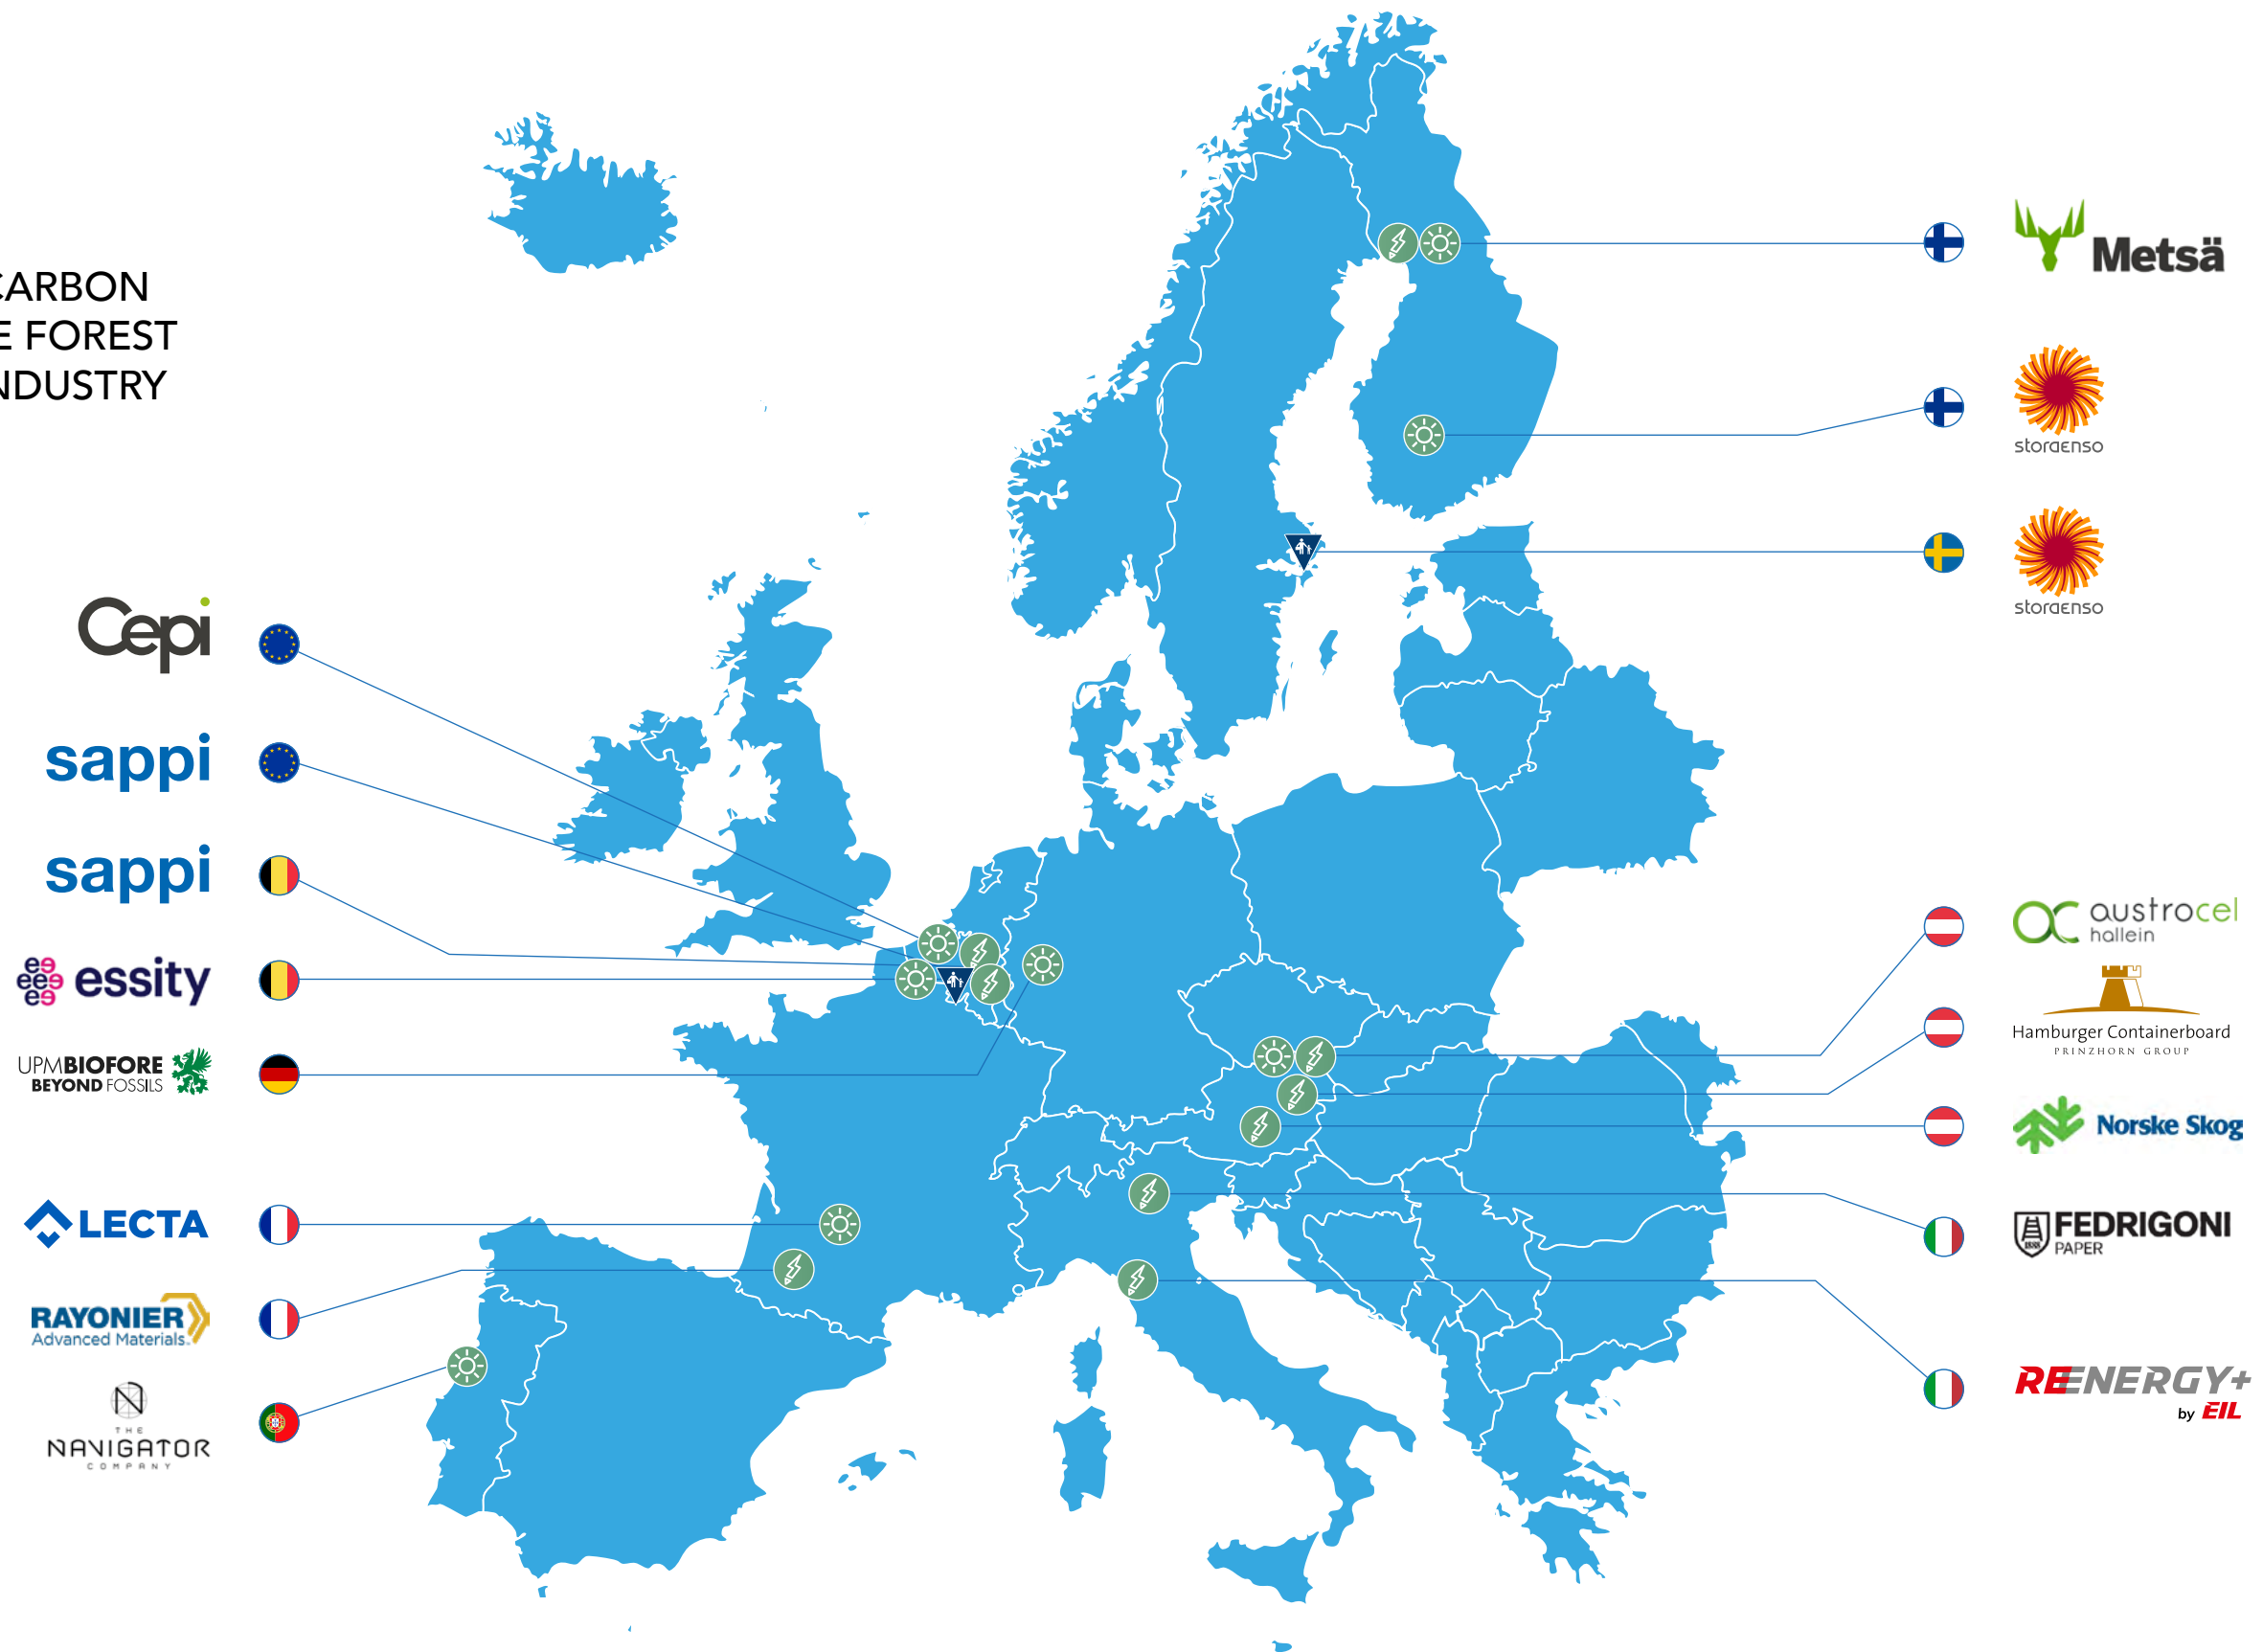 CARBON
E FOREST
NDUSTRY
Cepi
sappi
sappi
essity
UPMBIOFORE
BEYOND FOSSILS
LECTA
RAYONIER
Advanced Materials
THE
NAVIGATOR
COMPANY
Metsä
storaenso
storaenso
austrocel
hallein
Hamburger Containerboard
PRINZHORN GROUP
Norske Skog
FEDRIGONI
PAPER
REENERGY+
by EIL